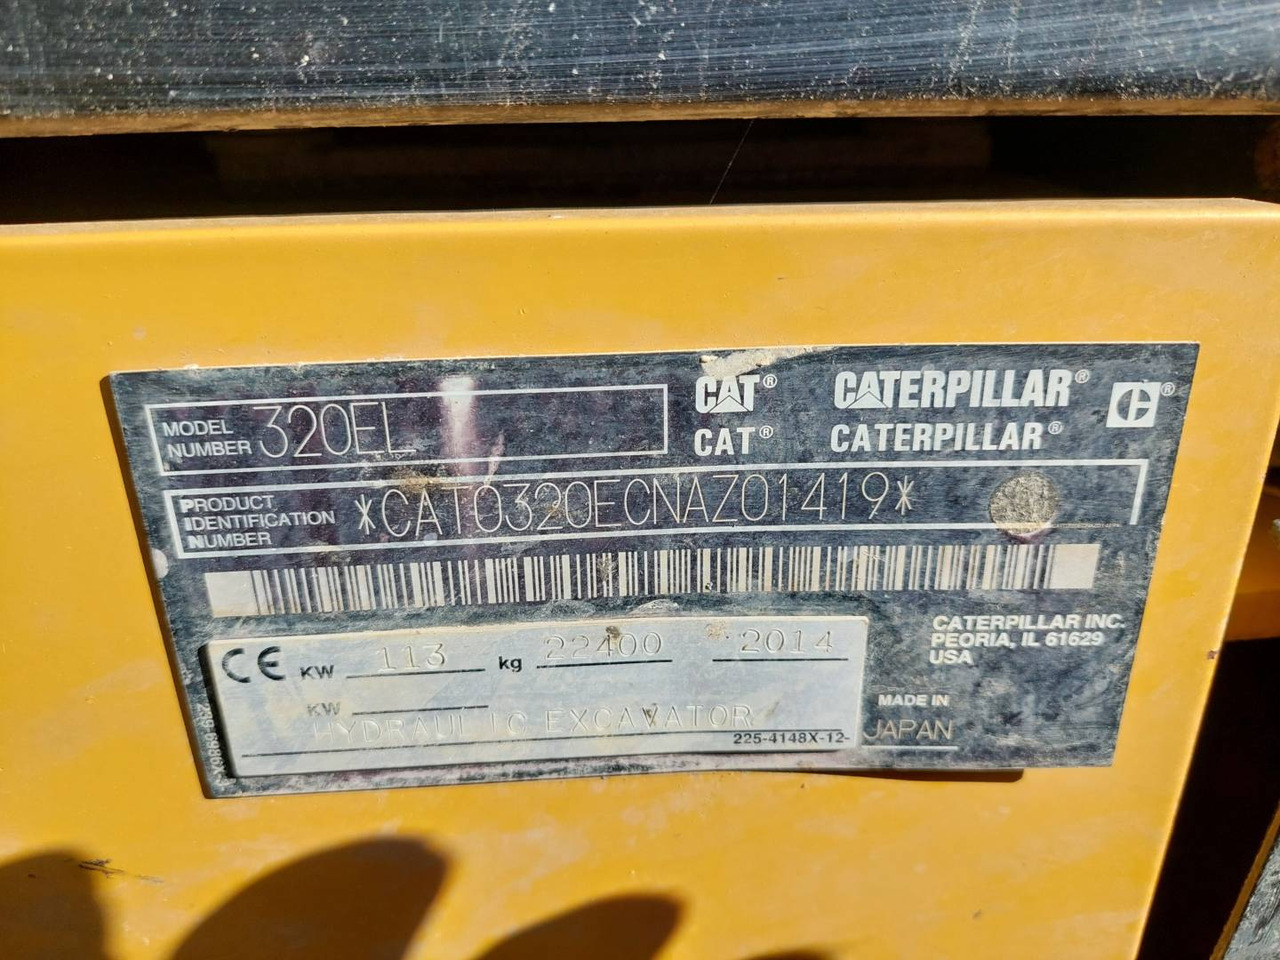 MODEL NUMBER 320EL
CAT® CATERPILLAR® ®
CAT® CATERPILLAR®
PRODUCT IDENTIFICATION NUMBER *CAT0320ECNAZ01419*
CE KW 113 kg 22400 2014
KW
HYDRAULIC EXCAVATOR
225-4148X-12-
CATERPILLAR INC.
PEORIA, IL 61629
USA
MADE IN
JAPAN